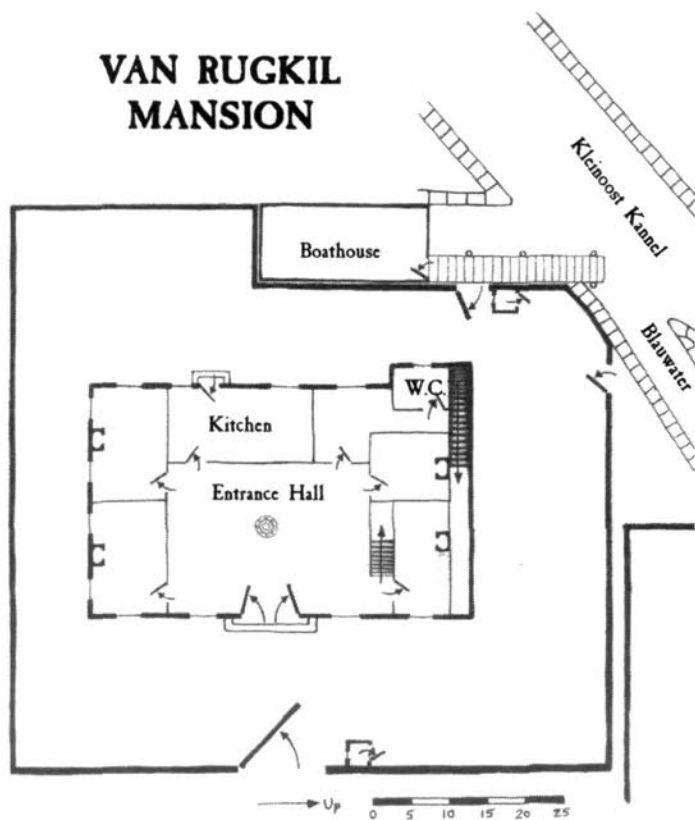 VAN RUGKIL
MANSION
Kleinoost Kannel
Boathouse
Blauwater
W.C.
Kitchen
Entrance Hall
Up
0 5 10 15 20 25